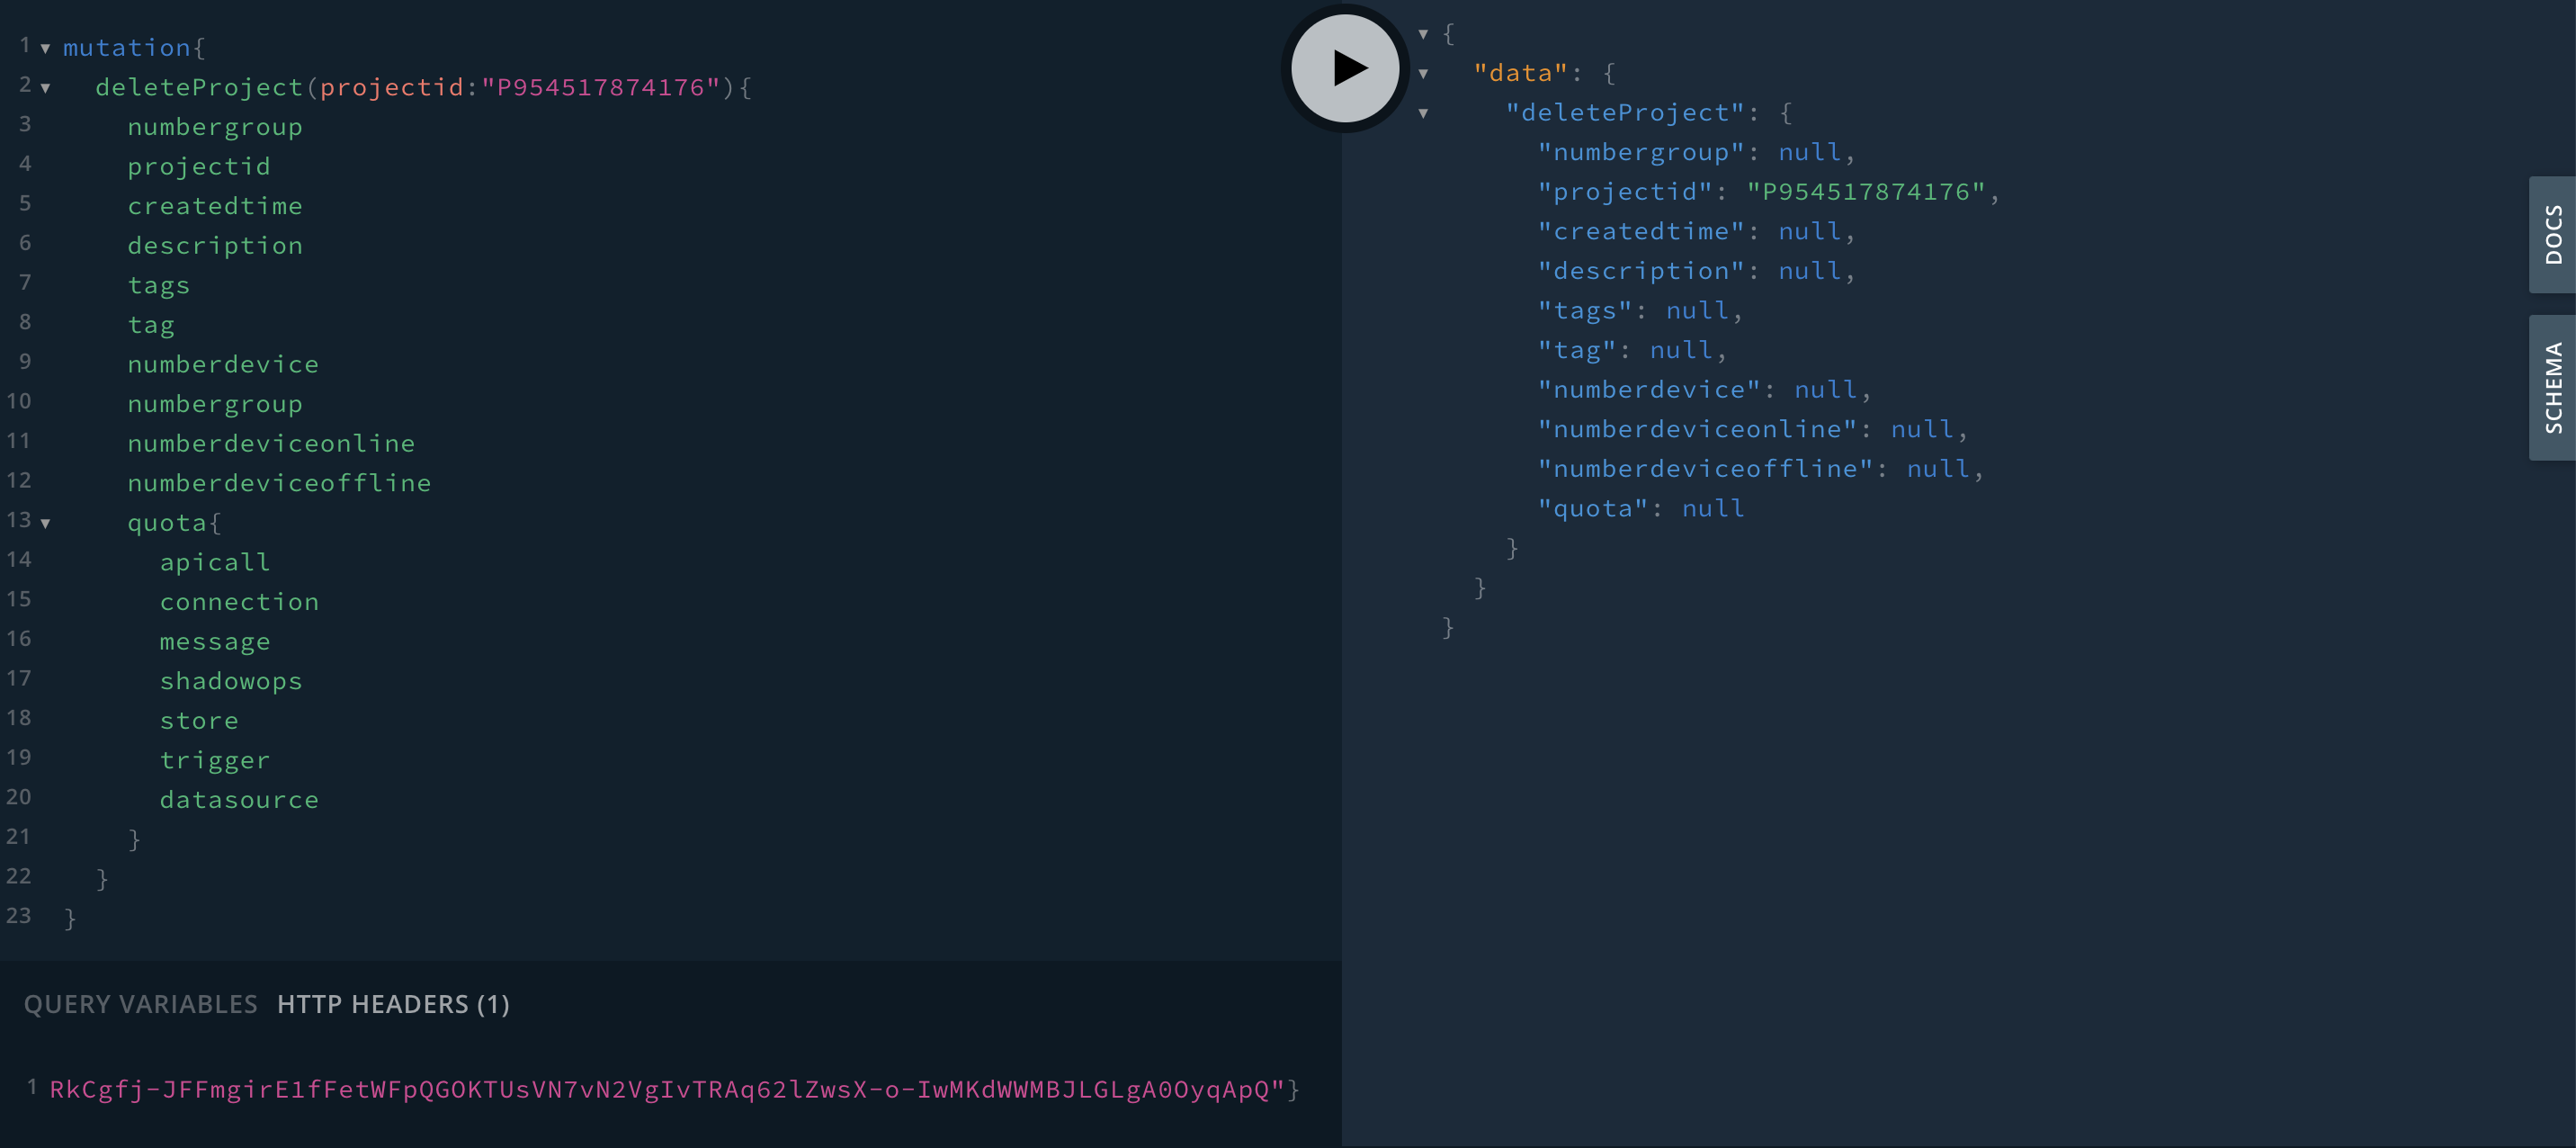 1 ▼ mutation{
2 ▼ deleteProject(projectid:"P954517874176"){
3 numbergroup
4 projectid
5 createdtime
6 description
7 tags
8 tag
9 numberdevice
10 numbergroup
11 numberdeviceonline
12 numberdeviceoffline
13 ▼ quota{
14 apicall
15 connection
16 message
17 shadowops
18 store
19 trigger
20 datasource
21 }
22 }
23 }
QUERY VARIABLES HTTP HEADERS (1)
1 RkCgfj-JFFmgirE1fFetWFpQGOKTUsVN7vN2VgIvTRAq62lZwsX-o-IwMKdWWMBJLGLgA0OyqApQ"}
▼ {
▼ "data": {
▼ "deleteProject": {
"numbergroup": null,
"projectid": "P954517874176",
"createdtime": null,
"description": null,
"tags": null,
"tag": null,
"numberdevice": null,
"numberdeviceonline": null,
"numberdeviceoffline": null,
"quota": null
}
}
}
DOCS
SCHEMA